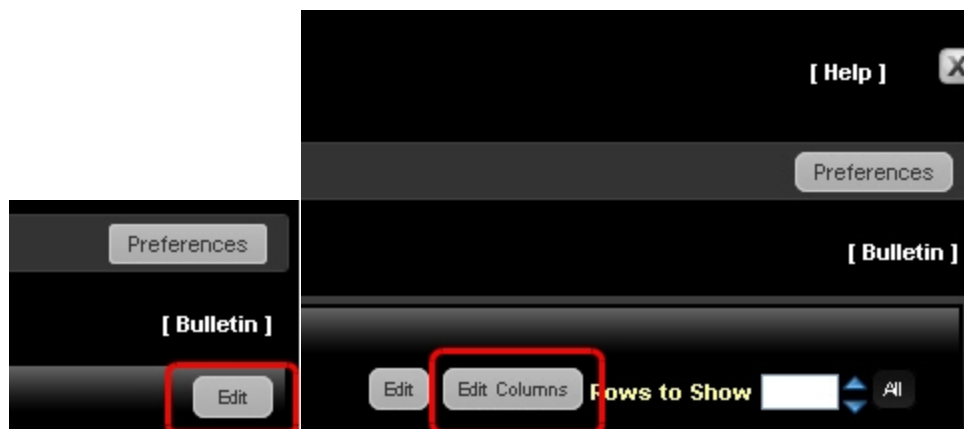 Preferences
[ Bulletin ]
Edit
[ Help ] X
Preferences
[ Bulletin ]
Edit Edit Columns Rows to Show All